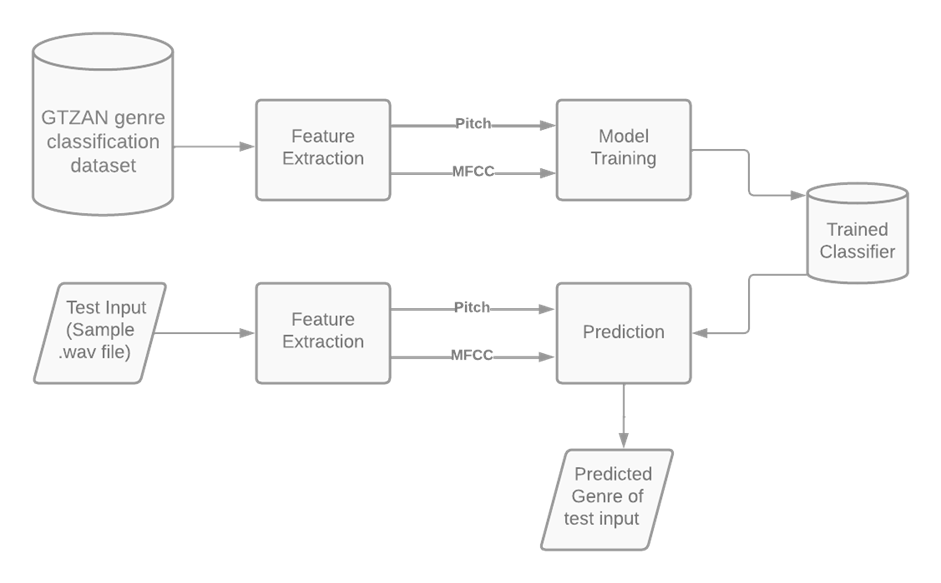 GTZAN genre
classification
dataset
Feature
Extraction
Pitch
MFCC
Model
Training
Trained
Classifier
Test Input
(Sample
.wav file)
Feature
Extraction
Pitch
MFCC
Prediction
Predicted
Genre of
test input